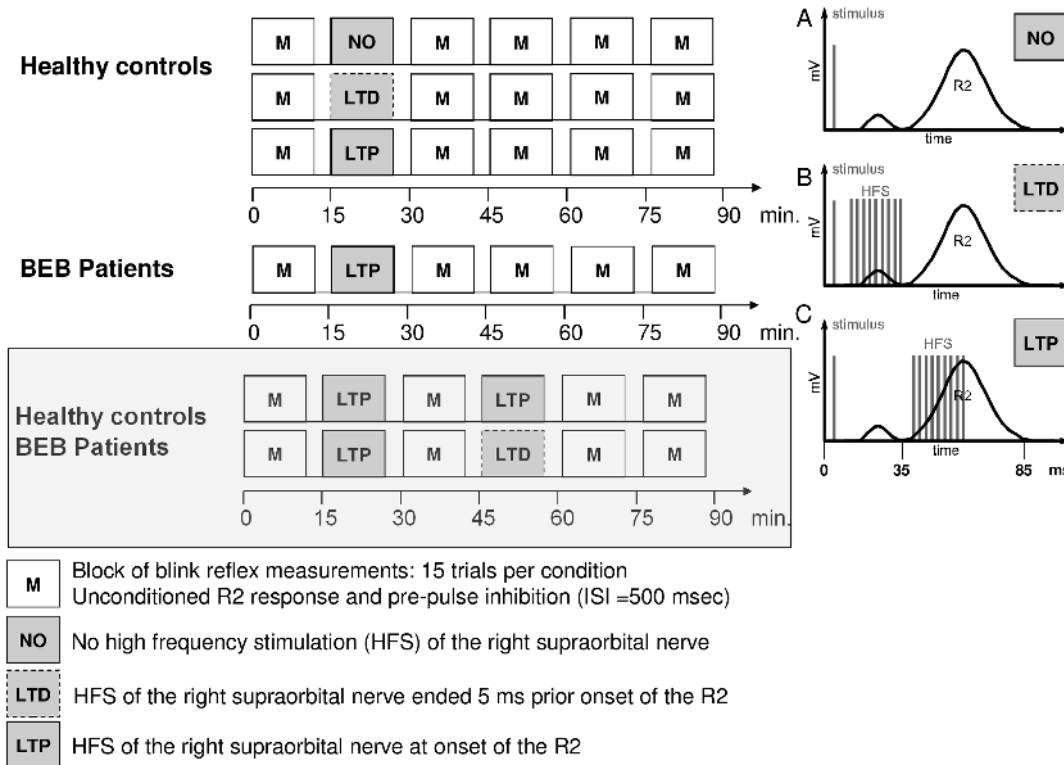 Healthy controls
M NO M M M M
M LTD M M M M
M LTP M M M M
0 15 30 45 60 75 90 min.
BEB Patients
M LTP M M M M
0 15 30 45 60 75 90 min.
Healthy controls
BEB Patients
M LTP M LTP M M
M LTP M LTD M M
0 15 30 45 60 75 90 min.
A
stimulus
NO
mV
R2
time
B
stimulus
HFS
LTD
mV
R2
time
C
stimulus
HFS
LTP
mV
R2
time
0 35 85 ms
M
Block of blink reflex measurements: 15 trials per condition
Unconditioned R2 response and pre-pulse inhibition (ISI =500 msec)
NO No high frequency stimulation (HFS) of the right supraorbital nerve
LTD HFS of the right supraorbital nerve ended 5 ms prior onset of the R2
LTP HFS of the right supraorbital nerve at onset of the R2